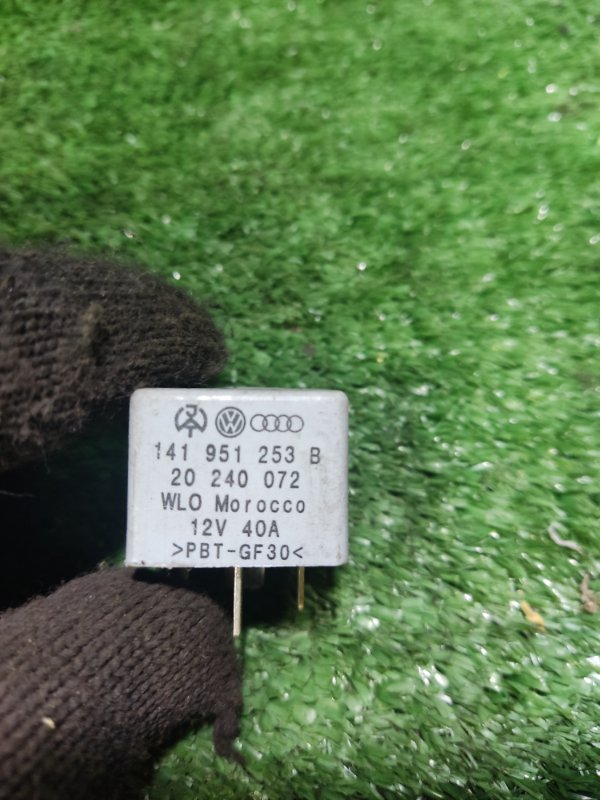 141 951 253 B
20 240 072
WLO Morocco
12V 40A
>PBT-GF30<